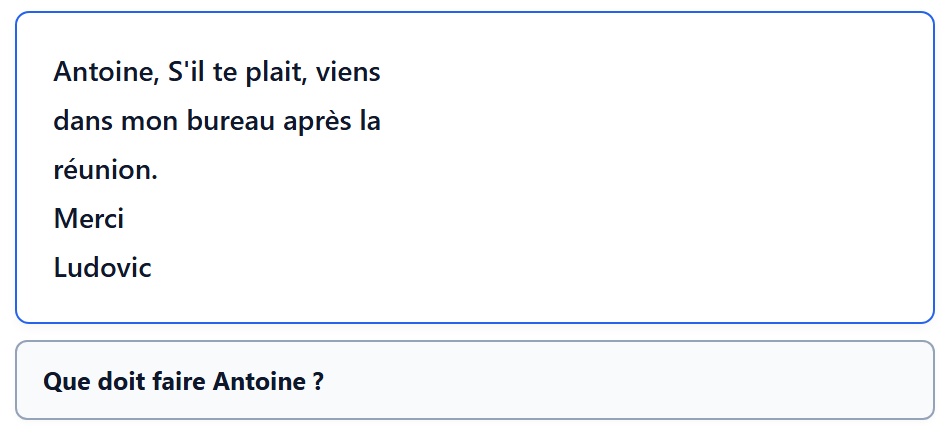 Antoine, S'il te plait, viens
dans mon bureau après la
réunion.
Merci
Ludovic
Que doit faire Antoine ?